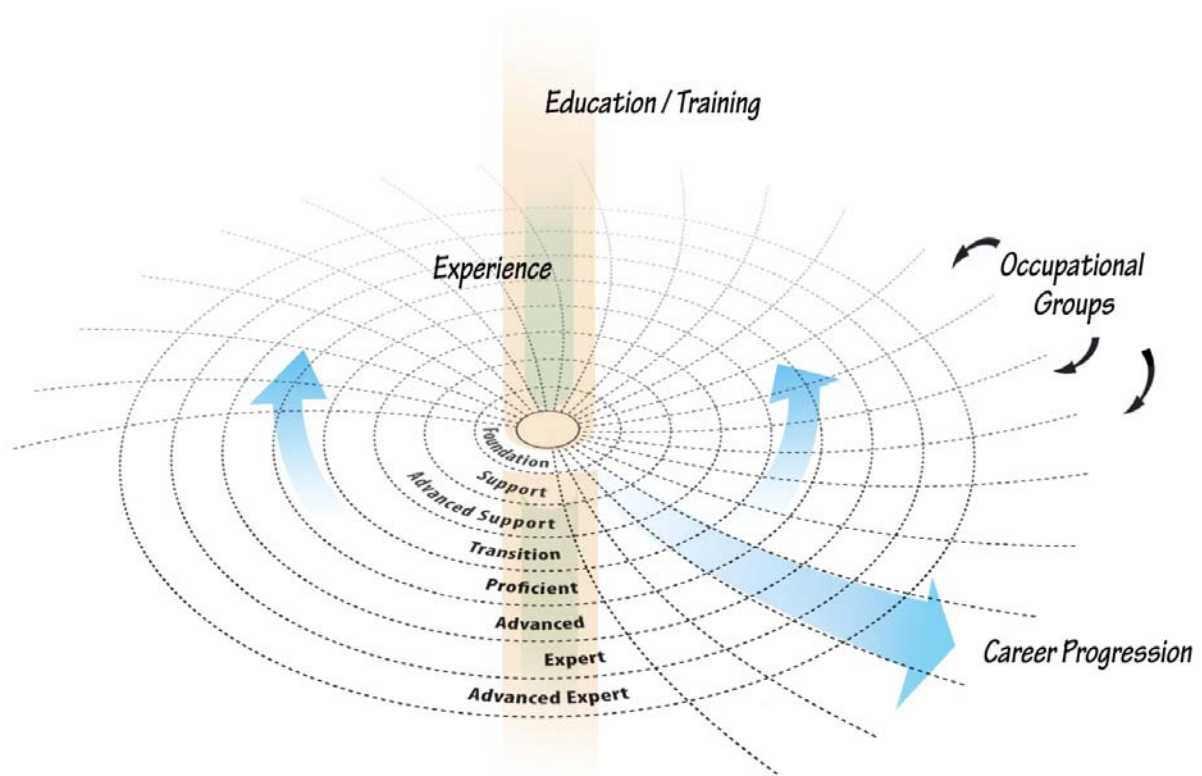 Education / Training
Experience
Occupational
Groups
Foundation
Support
Advanced Support
Transition
Proficient
Advanced
Expert
Advanced Expert
Career Progression